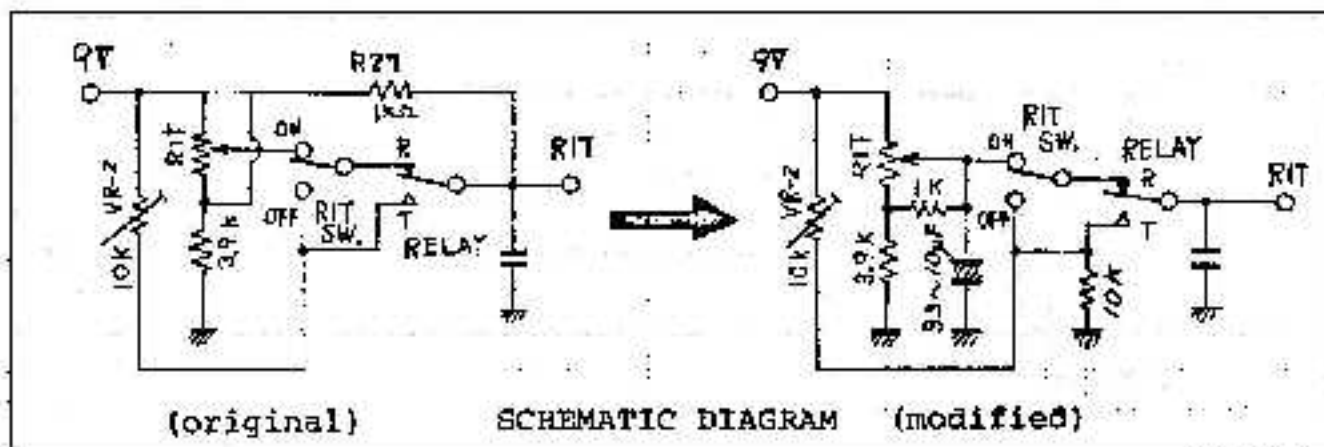 9V
R27
1KΩ
RIT
ON
R
RIT
VR-2
10K
3.9K
OFF
RIT
SW.
T
RELAY
9V
RIT
ON
RIT
SW.
RELAY
R
RIT
1K
VR-2
10K
3.9K
OFF
T
10K
(original)
SCHEMATIC DIAGRAM
(modified)